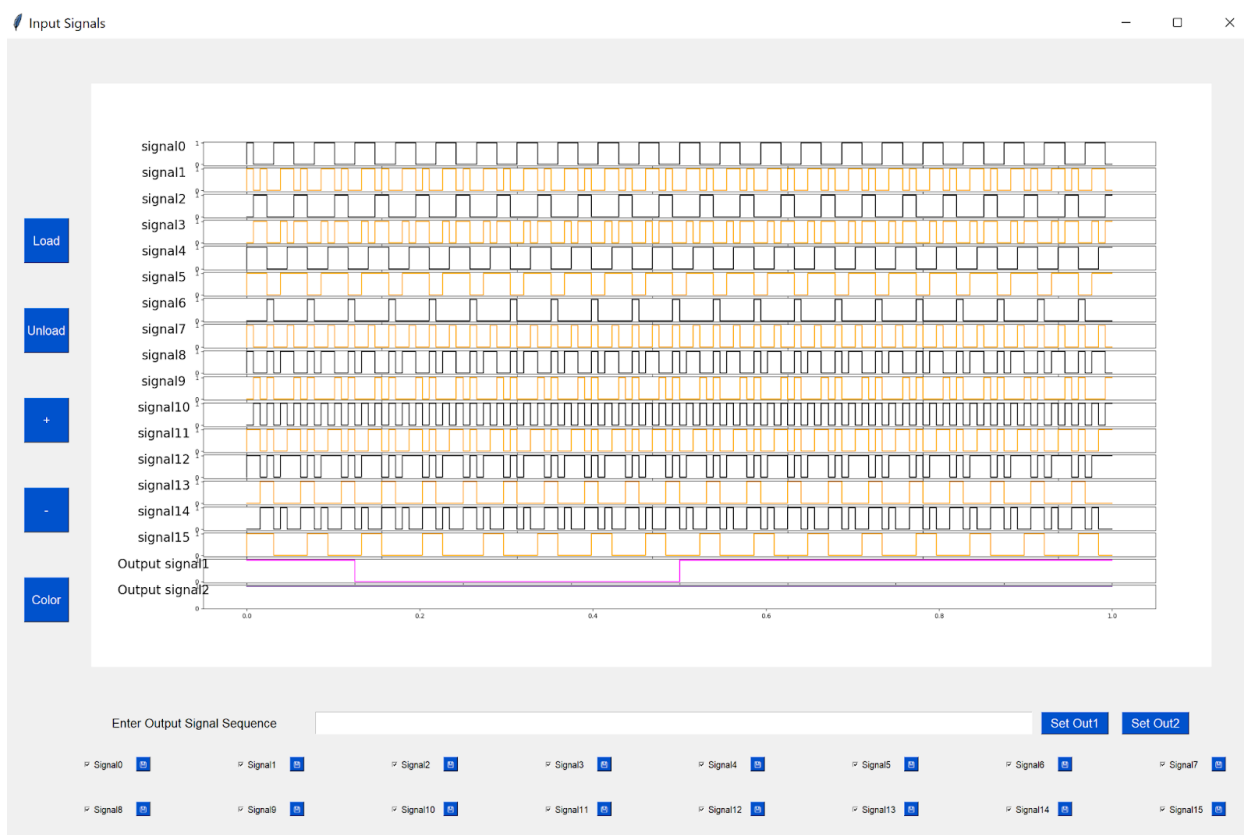 Input Signals
signal0
signal1
signal2
Load
signal3
signal4
signal5
signal6
Unload
signal7
signal8
signal9
+
signal10
signal11
signal12
signal13
-
signal14
signal15
Output signal1
Color
Output signal2
0.0 0.2 0.4 0.6 0.8 1.0
Enter Output Signal Sequence Set Out1 Set Out2
Signal0 Signal1 Signal2 Signal3 Signal4 Signal5 Signal6 Signal7
Signal8 Signal9 Signal10 Signal11 Signal12 Signal13 Signal14 Signal15